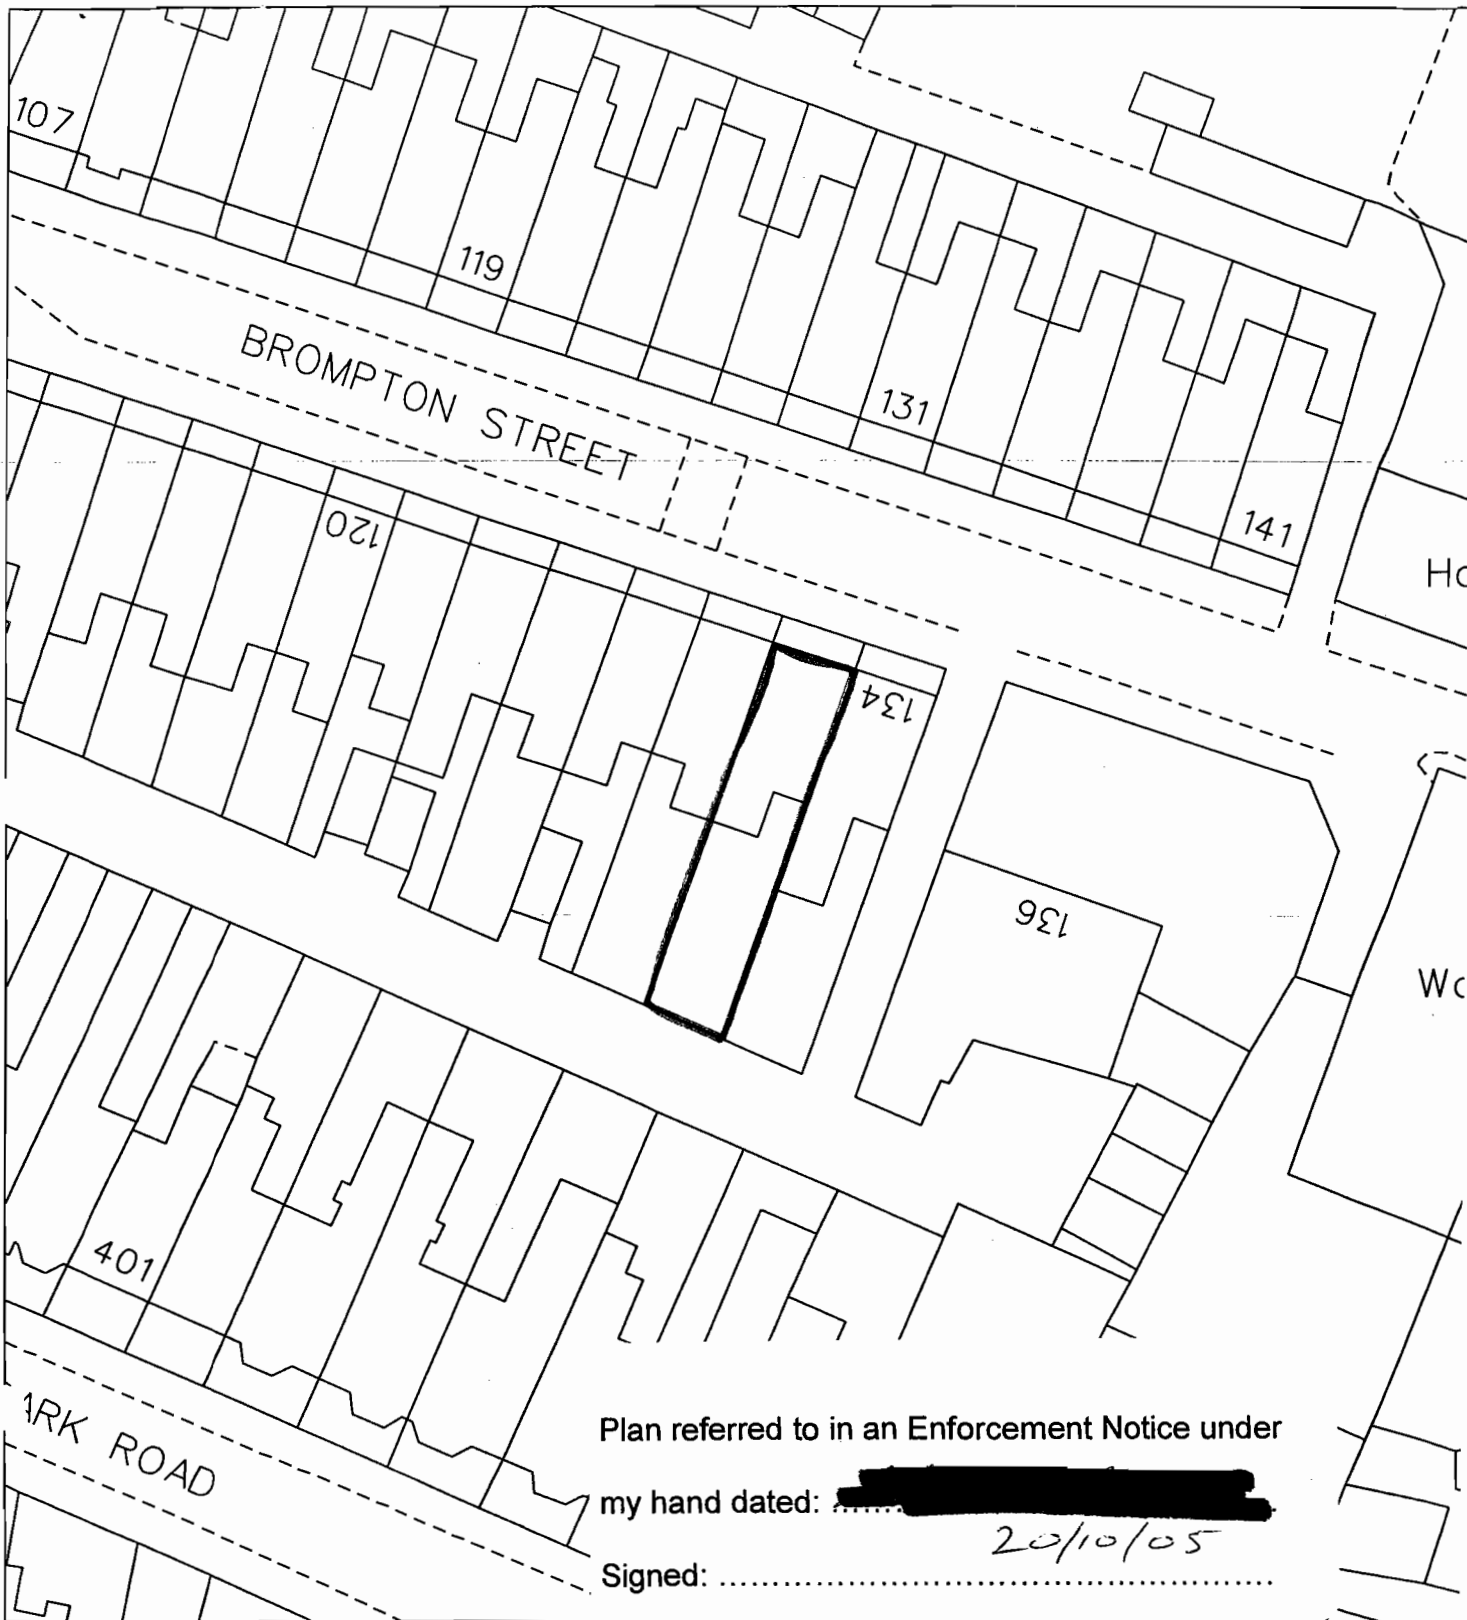 107
119
BROMPTON STREET
131
141
Ho
120
134
136
Wo
401
ARK ROAD
Plan referred to in an Enforcement Notice under
my hand dated:
20/10/05
Signed: